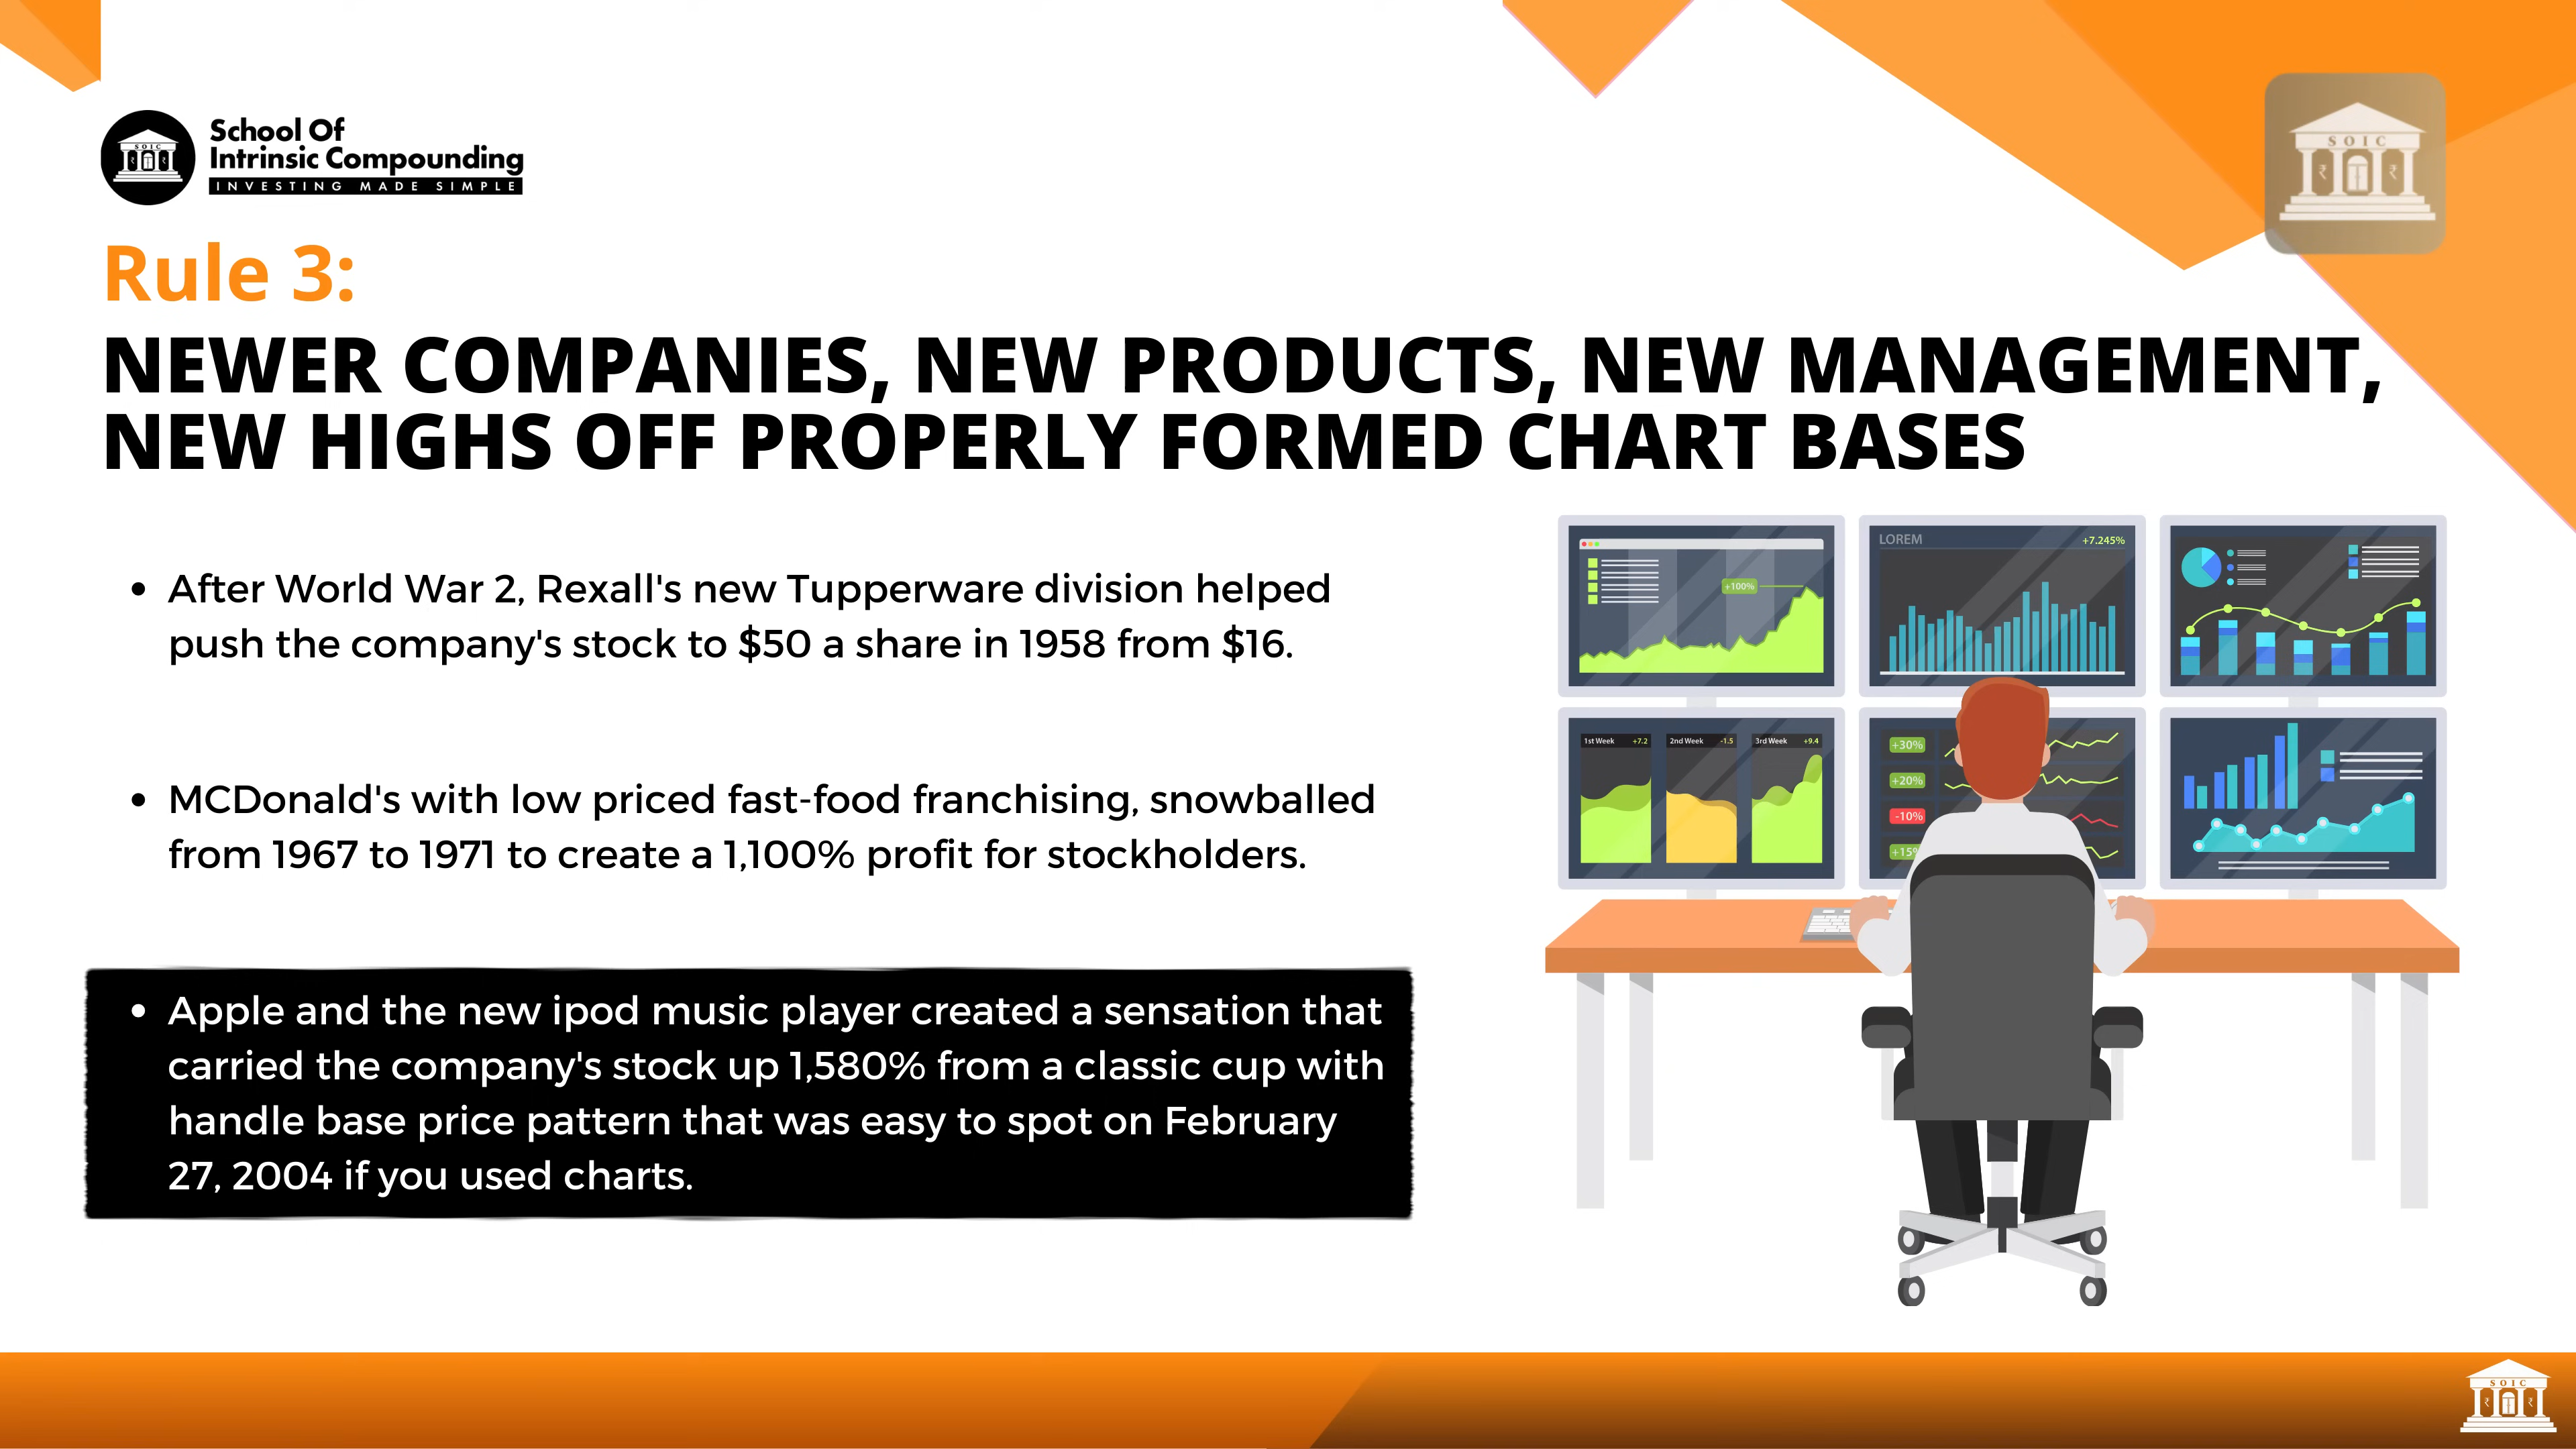 School Of
Intrinsic Compounding
INVESTING MADE SIMPLE
SOIC
SOIC
Rule 3:
NEWER COMPANIES, NEW PRODUCTS, NEW MANAGEMENT,
NEW HIGHS OFF PROPERLY FORMED CHART BASES
• After World War 2, Rexall's new Tupperware division helped
push the company's stock to $50 a share in 1958 from $16.
• MCDonald's with low priced fast-food franchising, snowballed
from 1967 to 1971 to create a 1,100% profit for stockholders.
• Apple and the new ipod music player created a sensation that
carried the company's stock up 1,580% from a classic cup with
handle base price pattern that was easy to spot on February
27, 2004 if you used charts.
+100%
LOREM +7.245%
1st Week +7.2 2nd Week -1.5 3rd Week +9.4
+30%
+20%
-10%
+15%
SOIC